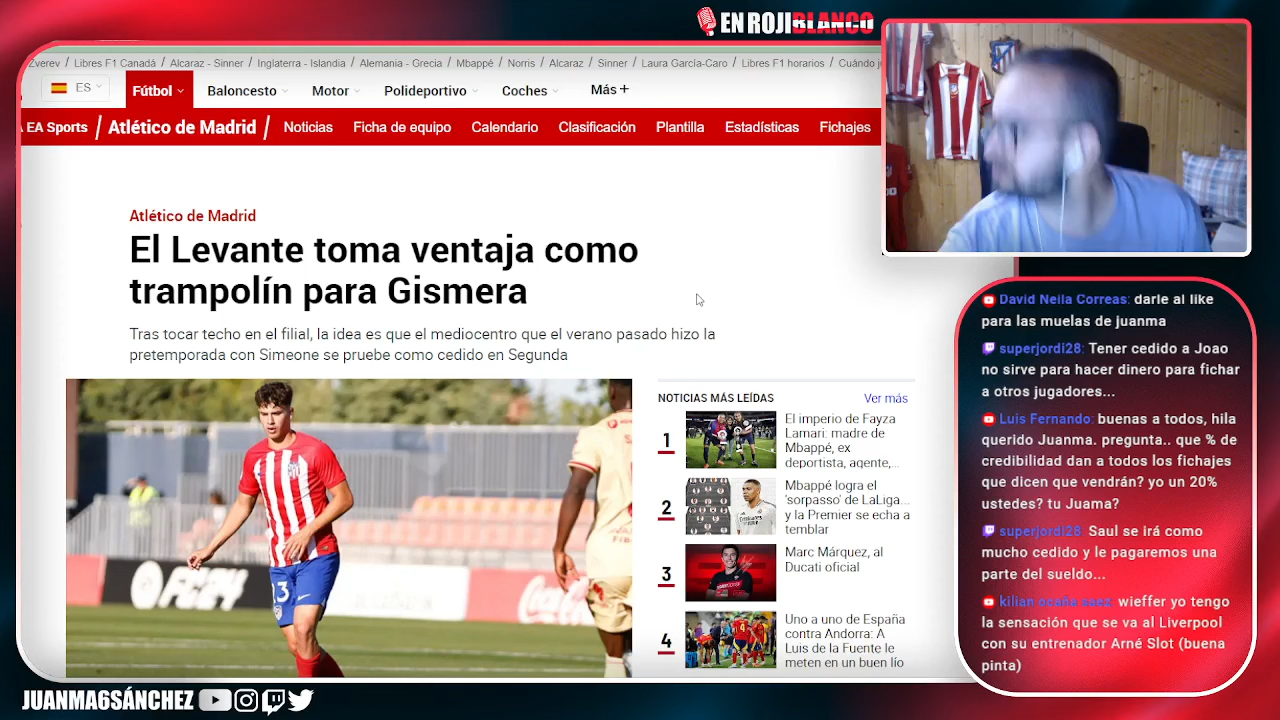 EN ROJIBLANCO
Zverev / Libres F1 Canadá / Alcaraz - Sinner / Inglaterra - Islandia / Alemania - Grecia / Mbappé / Norris / Alcaraz / Sinner / Laura García-Caro / Libres F1 horarios / Cuándo
ES Fútbol Baloncesto Motor Polideportivo Coches Más +
EA Sports / Atlético de Madrid / Noticias Ficha de equipo Calendario Clasificación Plantilla Estadísticas Fichajes
Atlético de Madrid
El Levante toma ventaja como
trampolín para Gismera
Tras tocar techo en el filial, la idea es que el mediocentro que el verano pasado hizo la
pretemporada con Simeone se pruebe como cedido en Segunda
NOTICIAS MÁS LEÍDAS Ver más
1
El imperio de Fayza
Lamari: madre de
Mbappé, ex
deportista, agente,...
2
Mbappé logra el
'sorpasso' de LaLiga...
y la Premier se echa a
temblar
3
Marc Márquez, al
Ducati oficial
4
Uno a uno de España
contra Andorra: A
Luis de la Fuente le
meten en un buen lío
FC24
Coca-Cola
David Neila Correas: darle al like
para las muelas de juanma
superjordi28: Tener cedido a Joao
no sirve para hacer dinero para fichar
a otros jugadores...
Luis Fernando: buenas a todos, hila
querido Juanma. pregunta.. que % de
credibilidad dan a todos los fichajes
que dicen que vendrán? yo un 20%
ustedes? tu Juama?
superjordi28: Saul se irá como
mucho cedido y le pagaremos una
parte del sueldo...
kilian ocaña saez: wieffer yo tengo
la sensación que se va al Liverpool
con su entrenador Arné Slot (buena
pinta)
JUANMA6SÁNCHEZ